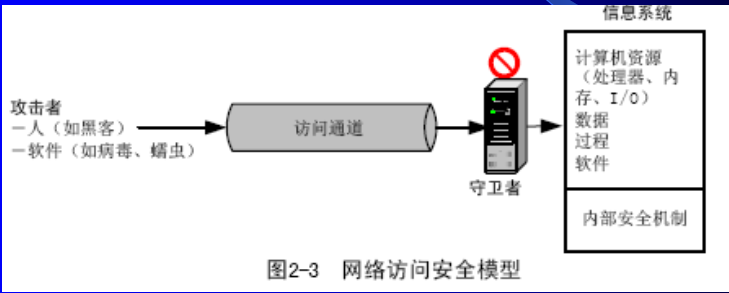 信息系统
计算机资源
（处理器、内
存、I/O）
数据
过程
软件
内部安全机制
攻击者
－人（如黑客）
－软件（如病毒、蠕虫）
访问通道
守卫者
图2-3 网络访问安全模型